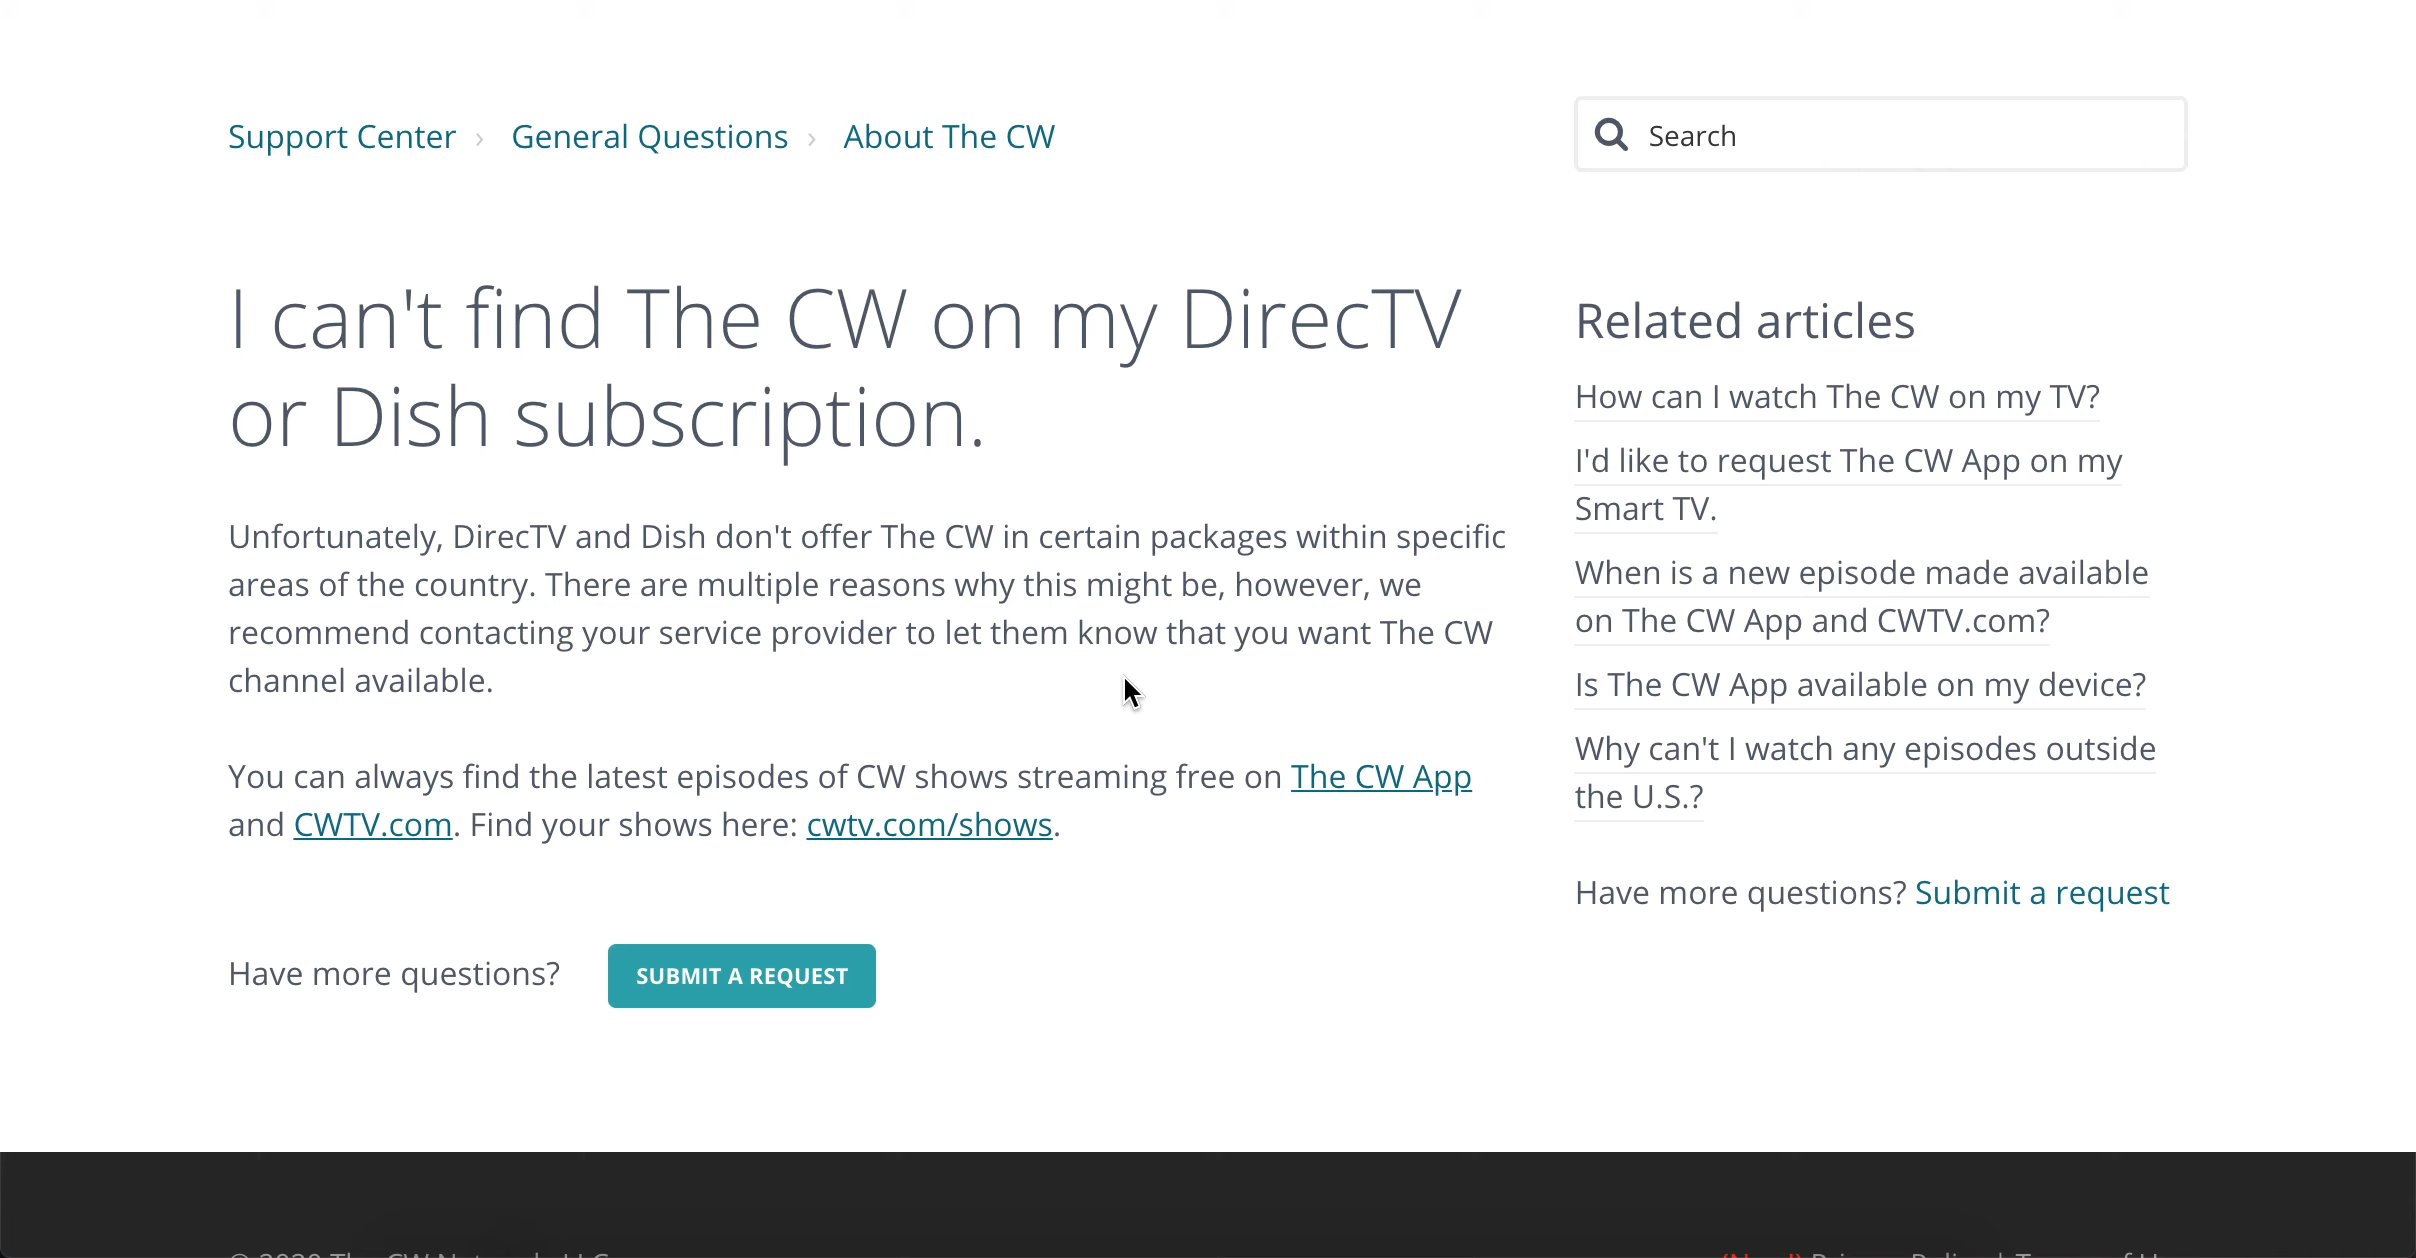 Support Center › General Questions › About The CW
Search
I can't find The CW on my DirecTV
or Dish subscription.
Unfortunately, DirecTV and Dish don't offer The CW in certain packages within specific
areas of the country. There are multiple reasons why this might be, however, we
recommend contacting your service provider to let them know that you want The CW
channel available.
You can always find the latest episodes of CW shows streaming free on The CW App
and CWTV.com. Find your shows here: cwtv.com/shows.
Have more questions? SUBMIT A REQUEST
Related articles
How can I watch The CW on my TV?
I'd like to request The CW App on my
Smart TV.
When is a new episode made available
on The CW App and CWTV.com?
Is The CW App available on my device?
Why can't I watch any episodes outside
the U.S.?
Have more questions? Submit a request